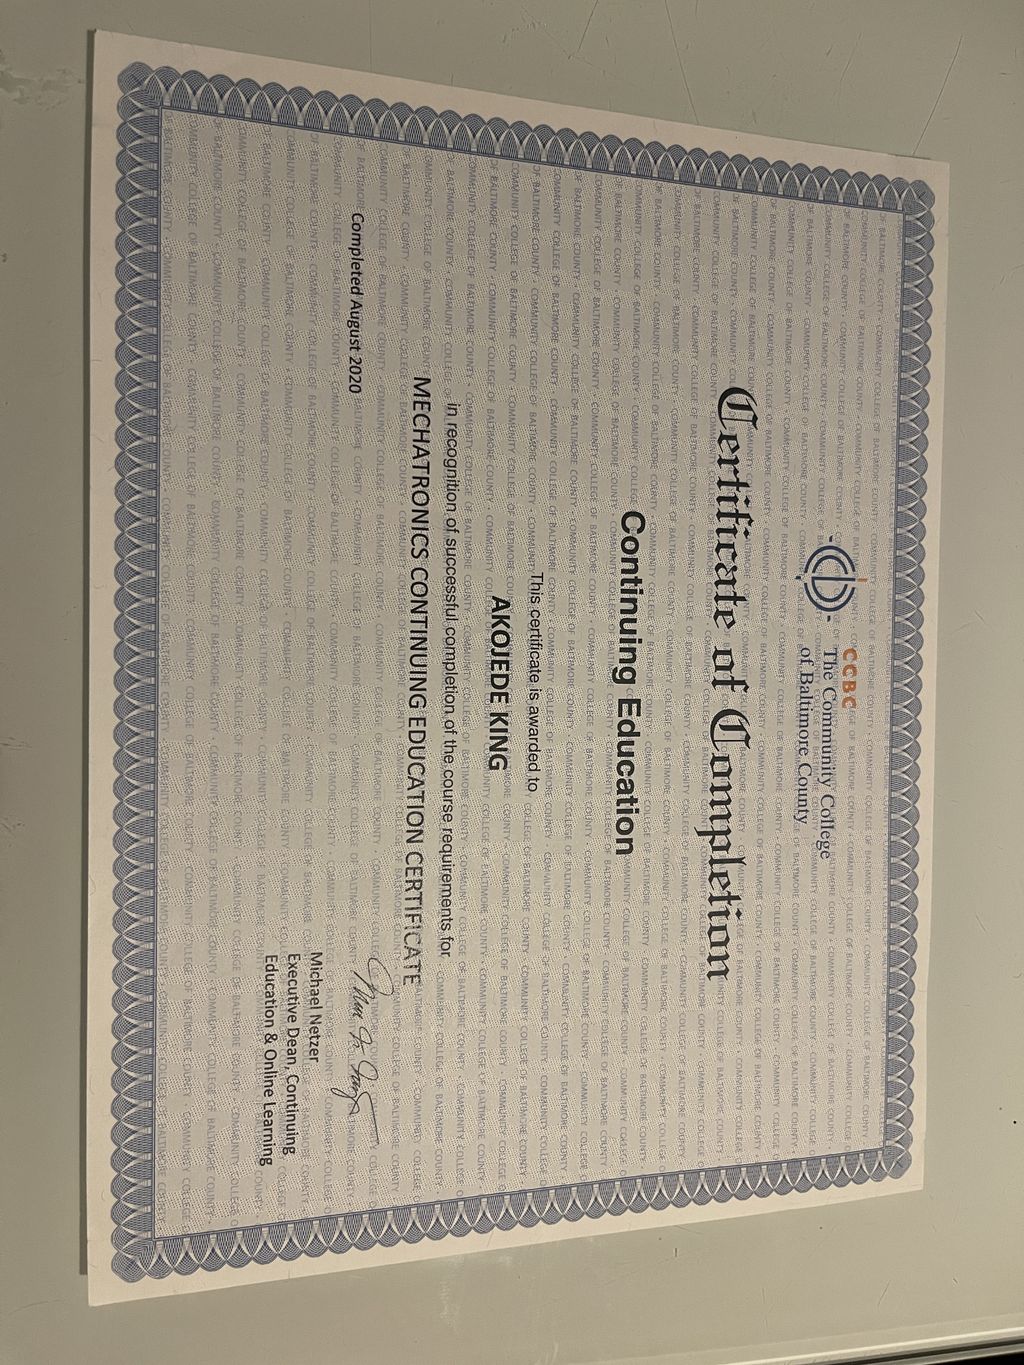 CCBC
The Community College
of Baltimore County
Certificate of Completion
Continuing Education
This certificate is awarded to
AKOJEDE KING
in recognition of successful completion of the course requirements for
MECHATRONICS CONTINUING EDUCATION CERTIFICATE
Completed August 2020
Michael Netzer
Executive Dean, Continuing
Education & Online Learning